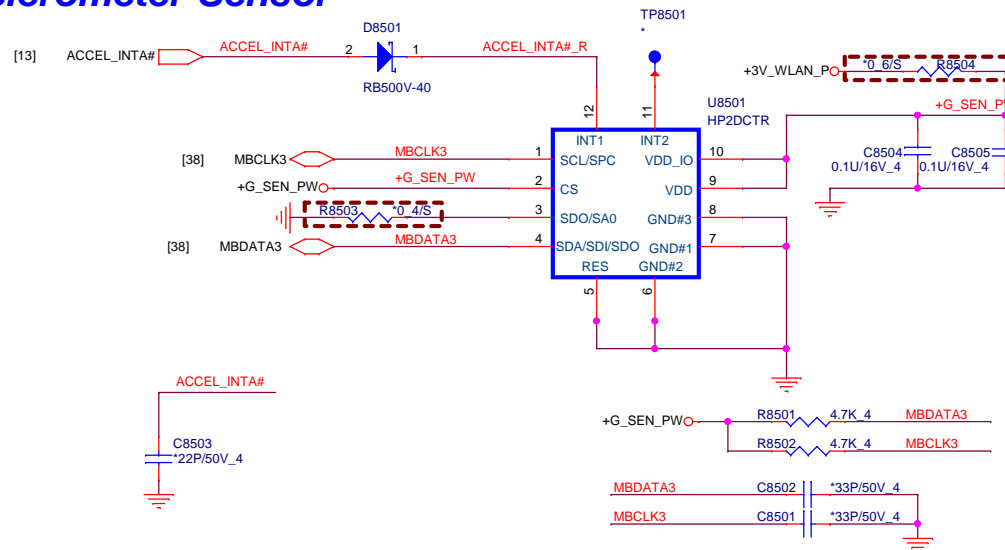 D8501
TP8501
*
[13]
ACCEL_INTA#
ACCEL_INTA#
2
1
ACCEL_INTA#_R
RB500V-40
+3V_WLAN_P
*0_6/S
R8504
12
11
U8501
HP2DCTR
INT1
INT2
[38]
MBCLK3
MBCLK3
1
SCL/SPC
VDD_IO
10
+G_SEN_PW
+G_SEN_PW
2
CS
VDD
9
C8504
0.1U/16V_4
C8505
0.1U/16V_4
R8503
*0_4/S
3
SDO/SA0
GND#3
8
[38]
MBDATA3
MBDATA3
4
SDA/SDI/SDO
GND#1
7
RES
GND#2
5
6
ACCEL_INTA#
C8503
*22P/50V_4
+G_SEN_PW
R8501
4.7K_4
MBDATA3
R8502
4.7K_4
MBCLK3
MBDATA3
C8502
*33P/50V_4
MBCLK3
C8501
*33P/50V_4